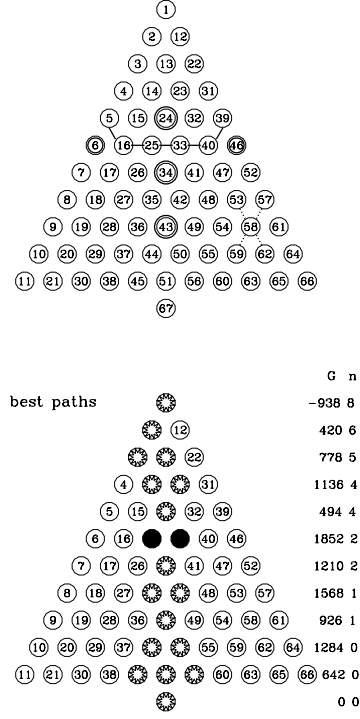 1
2 12
3 13 22
4 14 23 31
5 15 24 32 39
6 16 25 33 40 46
7 17 26 34 41 47 52
8 18 27 35 42 48 53 57
9 19 28 36 43 49 54 58 61
10 20 29 37 44 50 55 59 62 64
11 21 30 38 45 51 56 60 63 65 66
67
G n
best paths -938 8
12 420 6
22 778 5
4 31 1136 4
5 15 32 39 494 4
6 16 40 46 1852 2
7 17 26 41 47 52 1210 2
8 18 27 48 53 57 1568 1
9 19 28 36 49 54 58 61 926 1
10 20 29 37 55 59 62 64 1284 0
11 21 30 38 60 63 65 66 642 0
0 0